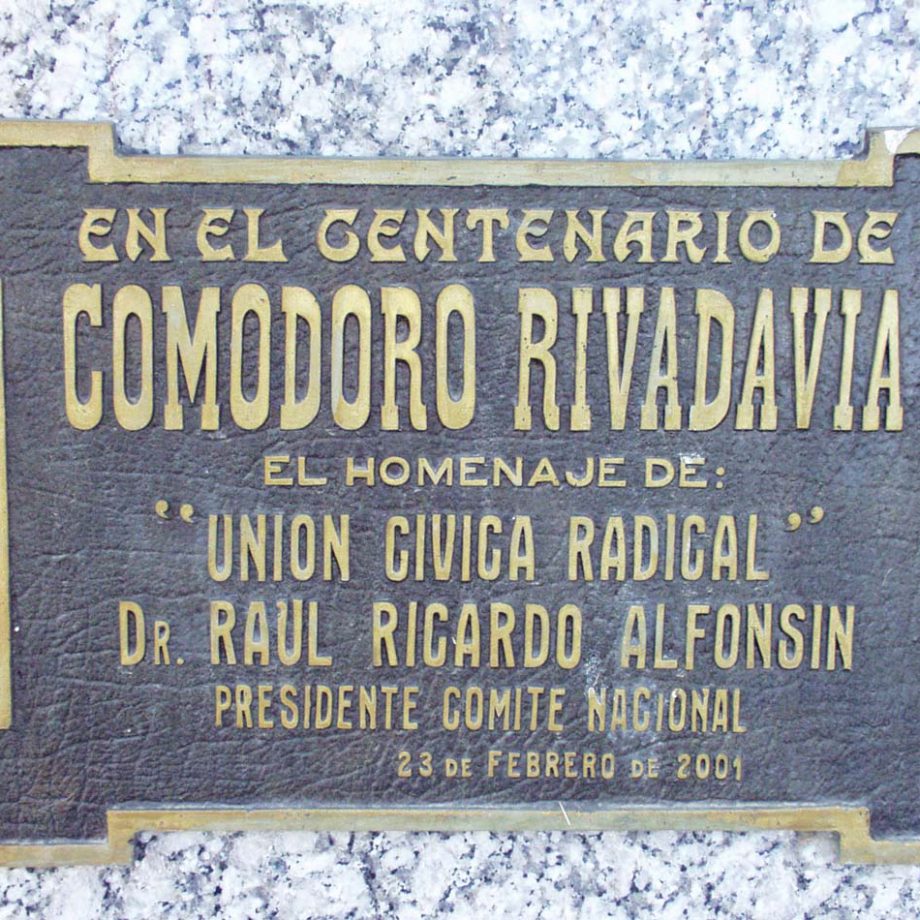 EN EL CENTENARIO DE
COMODORO RIVADAVIA
EL HOMENAJE DE:
"UNION CIVICA RADICAL"
DR. RAÚL RICARDO ALFONSIN
PRESIDENTE COMITE NACIONAL
23 DE FEBRERO DE 2001